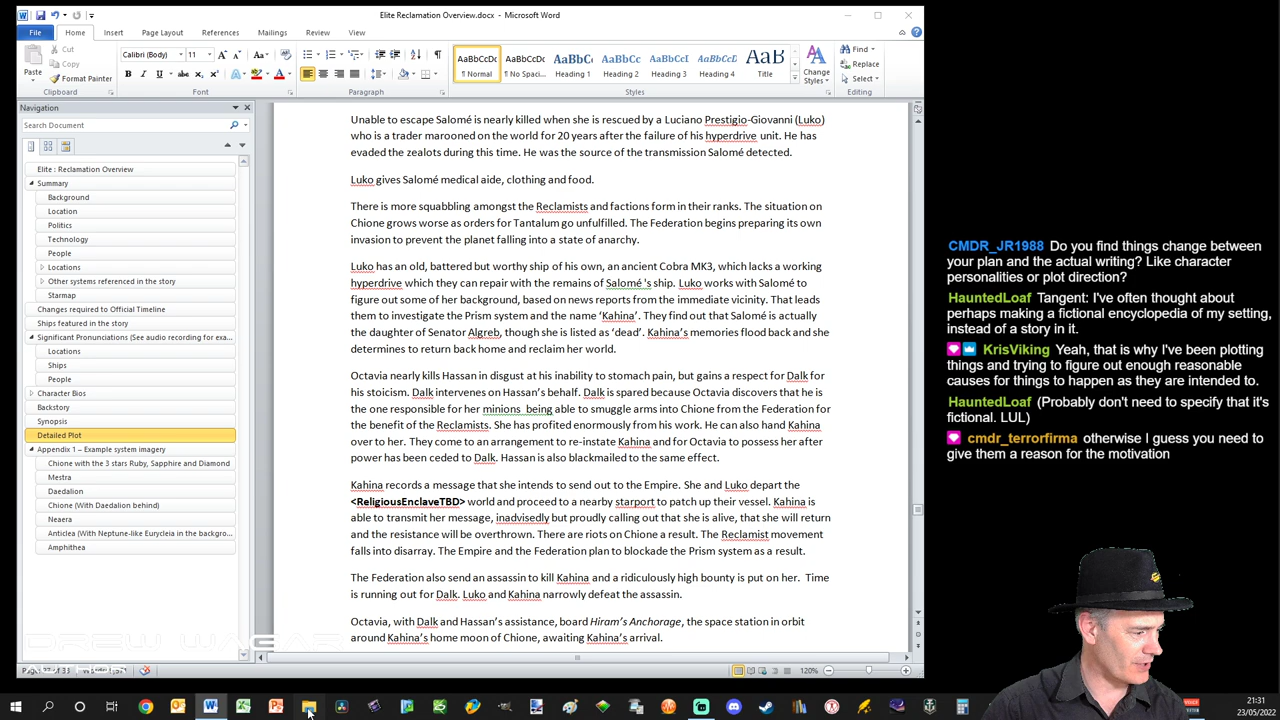 Elite Reclamation Overview.docx - Microsoft Word
File
Home
Insert
Page Layout
References
Mailings
Review
View
Paste
Cut
Copy
Format Painter
Clipboard
Calibri (Body)
11
Font
Paragraph
AaBbCcDc
¶ Normal
AaBbCcDc
¶ No Spaci...
AaBbCc
Heading 1
AaBbCcD
Heading 2
AaBbCcD
Heading 3
AaBbCcD
Heading 4
AaB
Title
Change
Styles
Styles
Find
Replace
Select
Editing
Navigation
Search Document
Elite : Reclamation Overview
Summary
Background
Location
Politics
Technology
People
Locations
Other systems referenced in the story
Starmap
Changes required to Official Timeline
Ships featured in the story
Significant Pronunciations (See audio recording for exa...
Locations
Ships
People
Character Bios
Backstory
Synopsis
Detailed Plot
Appendix 1 – Example system imagery
Chione with the 3 stars Ruby, Sapphire and Diamond
Mestra
Daedalion
Chione (With Daedalion behind)
Neaera
Anticlea (With Neptune-like Eurycleia in the backgro...
Amphithea
Unable to escape Salomé is nearly killed when she is rescued by a Luciano Prestigio-Giovanni (Luko)
who is a trader marooned on the world for 20 years after the failure of his hyperdrive unit. He has
evaded the zealots during this time. He was the source of the transmission Salomé detected.
Luko gives Salomé medical aide, clothing and food.
There is more squabbling amongst the Reclamists and factions form in their ranks. The situation on
Chione grows worse as orders for Tantalum go unfulfilled. The Federation begins preparing its own
invasion to prevent the planet falling into a state of anarchy.
Luko has an old, battered but worthy ship of his own, an ancient Cobra MK3, which lacks a working
hyperdrive which they can repair with the remains of Salomé 's ship. Luko works with Salomé to
figure out some of her background, based on news reports from the immediate vicinity. That leads
them to investigate the Prism system and the name ‘Kahina’. They find out that Salomé is actually
the daughter of Senator Algreb, though she is listed as ‘dead’. Kahina’s memories flood back and she
determines to return back home and reclaim her world.
Octavia nearly kills Hassan in disgust at his inability to stomach pain, but gains a respect for Dalk for
his stoicism. Dalk intervenes on Hassan’s behalf. Dalk is spared because Octavia discovers that he is
the one responsible for her minions being able to smuggle arms into Chione from the Federation for
the benefit of the Reclamists. She has profited enormously from his work. He can also hand Kahina
over to her. They come to an arrangement to re-instate Kahina and for Octavia to possess her after
power has been ceded to Dalk. Hassan is also blackmailed to the same effect.
Kahina records a message that she intends to send out to the Empire. She and Luko depart the
<ReligiousEnclaveTBD> world and proceed to a nearby starport to patch up their vessel. Kahina is
able to transmit her message, inadvisedly but proudly calling out that she is alive, that she will return
and the resistance will be overthrown. There are riots on Chione a result. The Reclamist movement
falls into disarray. The Empire and the Federation plan to blockade the Prism system as a result.
The Federation also send an assassin to kill Kahina and a ridiculously high bounty is put on her. Time
is running out for Dalk. Luko and Kahina narrowly defeat the assassin.
Octavia, with Dalk and Hassan’s assistance, board Hiram’s Anchorage, the space station in orbit
around Kahina’s home moon of Chione, awaiting Kahina’s arrival.
CMDR_JR1988 Do you find things change between
your plan and the actual writing? Like character
personalities or plot direction?
HauntedLoaf Tangent: I've often thought about
perhaps making a fictional encyclopedia of my setting,
instead of a story in it.
KrisViking Yeah, that is why I've been plotting
things and trying to figure out enough reasonable
causes for things to happen as they are intended to.
HauntedLoaf (Probably don't need to specify that it's
fictional. LUL)
cmdr_terrorfirma otherwise I guess you need to
give them a reason for the motivation
DREW WAGAR
120%
21:31
23/05/2022